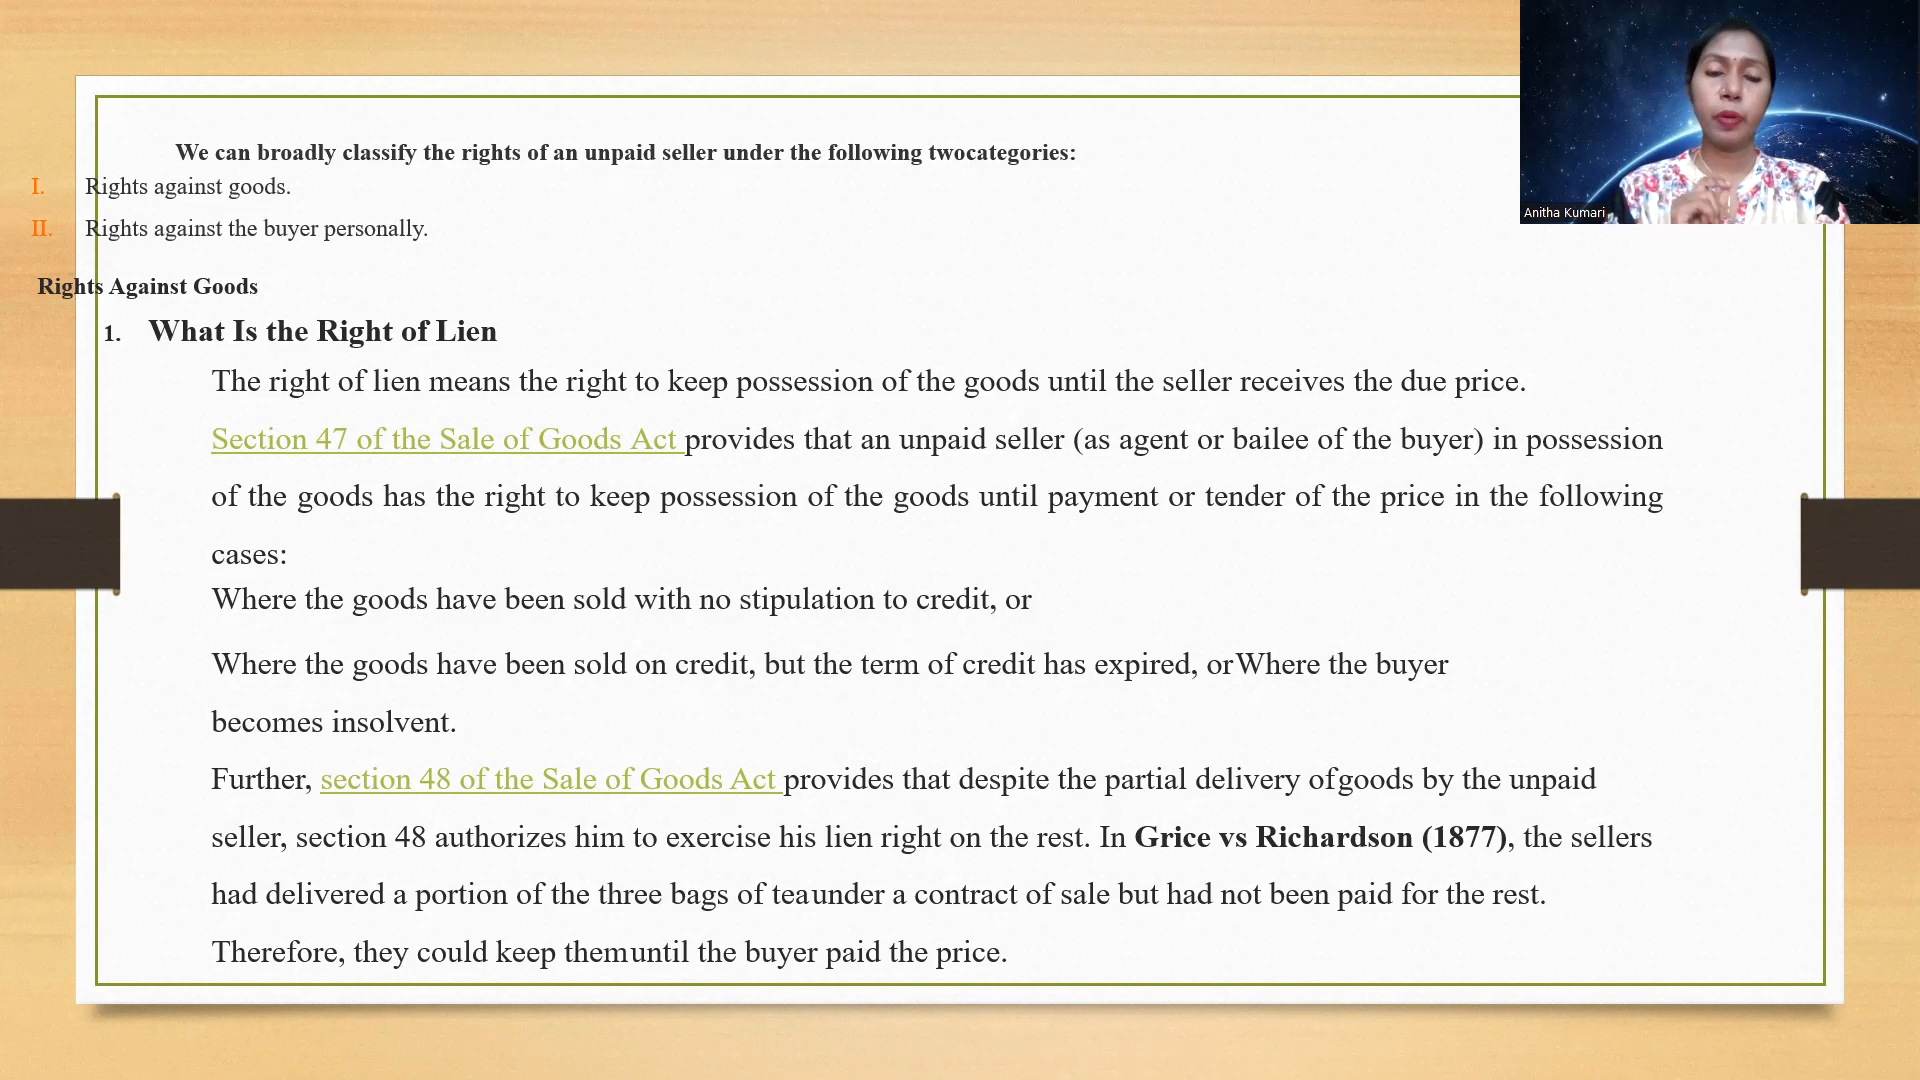 We can broadly classify the rights of an unpaid seller under the following twocategories:
I. Rights against goods.
II. Rights against the buyer personally.
Rights Against Goods
1. What Is the Right of Lien
The right of lien means the right to keep possession of the goods until the seller receives the due price.
Section 47 of the Sale of Goods Act provides that an unpaid seller (as agent or bailee of the buyer) in possession
of the goods has the right to keep possession of the goods until payment or tender of the price in the following
cases:
Where the goods have been sold with no stipulation to credit, or
Where the goods have been sold on credit, but the term of credit has expired, orWhere the buyer
becomes insolvent.
Further, section 48 of the Sale of Goods Act provides that despite the partial delivery ofgoods by the unpaid
seller, section 48 authorizes him to exercise his lien right on the rest. In Grice vs Richardson (1877), the sellers
had delivered a portion of the three bags of teaunder a contract of sale but had not been paid for the rest.
Therefore, they could keep themuntil the buyer paid the price.
Anitha Kumari